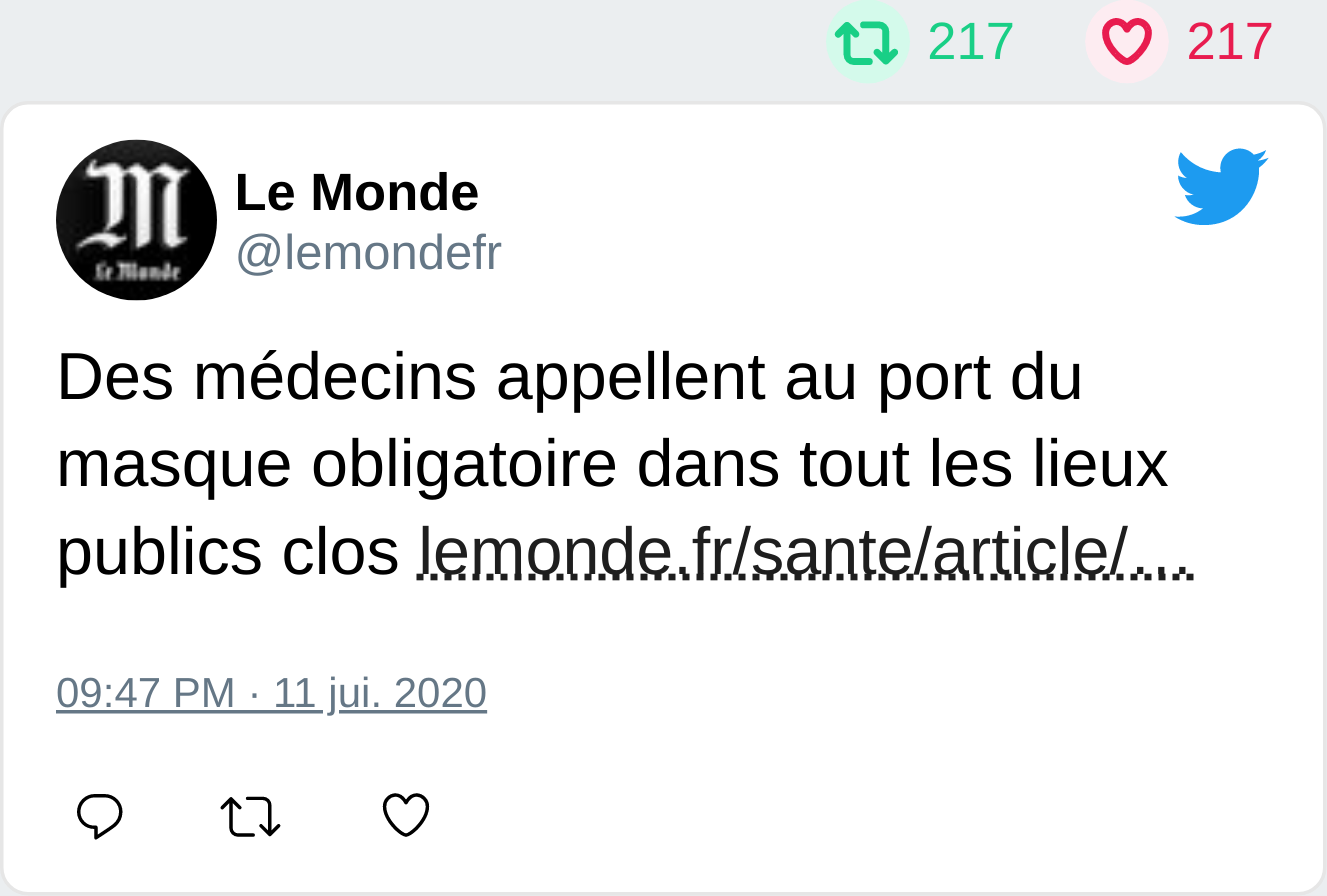 217 217
Le Monde
Le Monde
@lemondefr
Des médecins appellent au port du
masque obligatoire dans tout les lieux
publics clos lemonde.fr/sante/article/…
09:47 PM · 11 jui. 2020